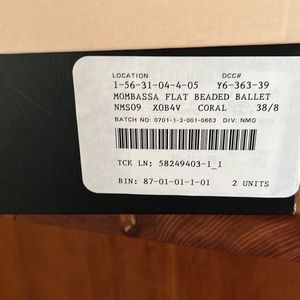 LOCATION DCC#
1-56-31-04-4-05 Y6-363-39
MOMBASSA FLAT BEADED BALLET
NMS09 X0B4V CORAL 38/8
BATCH NO: 0701-1-3-001-0663 DIV: NMO
TCK LN: 58249403-1_1
BIN: 87-01-01-1-01 2 UNITS